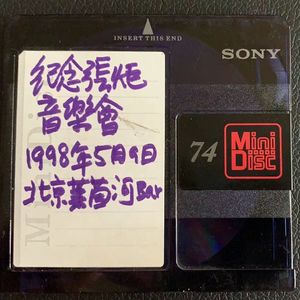 INSERT THIS END
SONY
纪念張炬
音樂會
1998年5月9日
北京莱茵河Bar
74
Mini
Disc